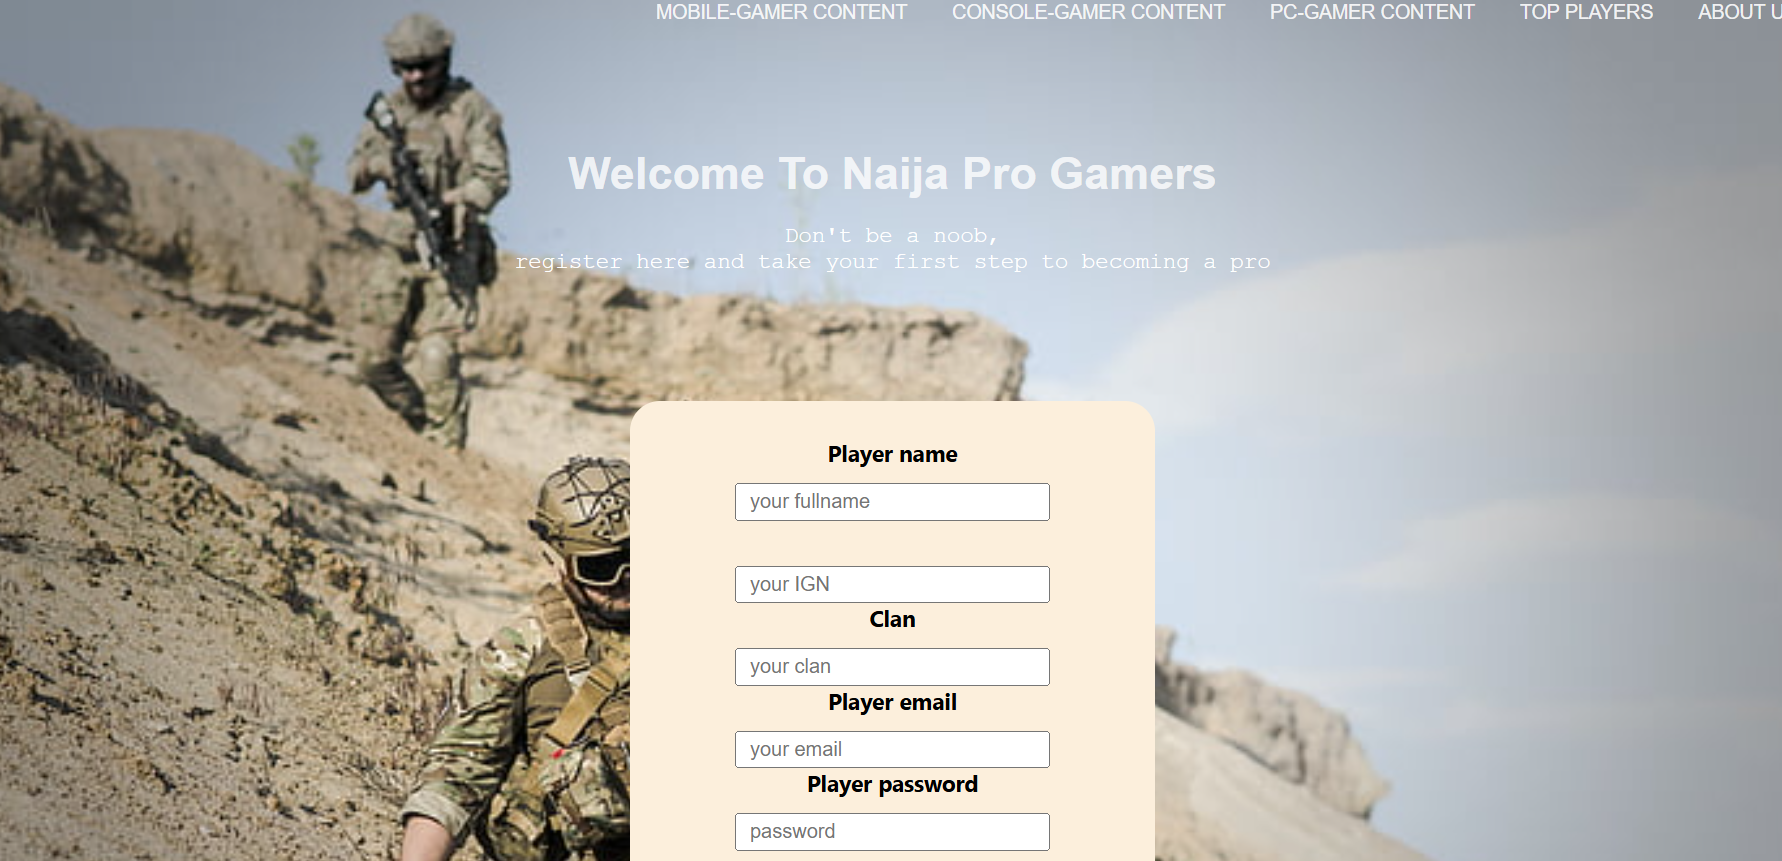 MOBILE-GAMER CONTENT CONSOLE-GAMER CONTENT PC-GAMER CONTENT TOP PLAYERS ABOUT U
Welcome To Naija Pro Gamers
Don't be a noob,
register here and take your first step to becoming a pro
Player name
your fullname
your IGN
Clan
your clan
Player email
your email
Player password
password